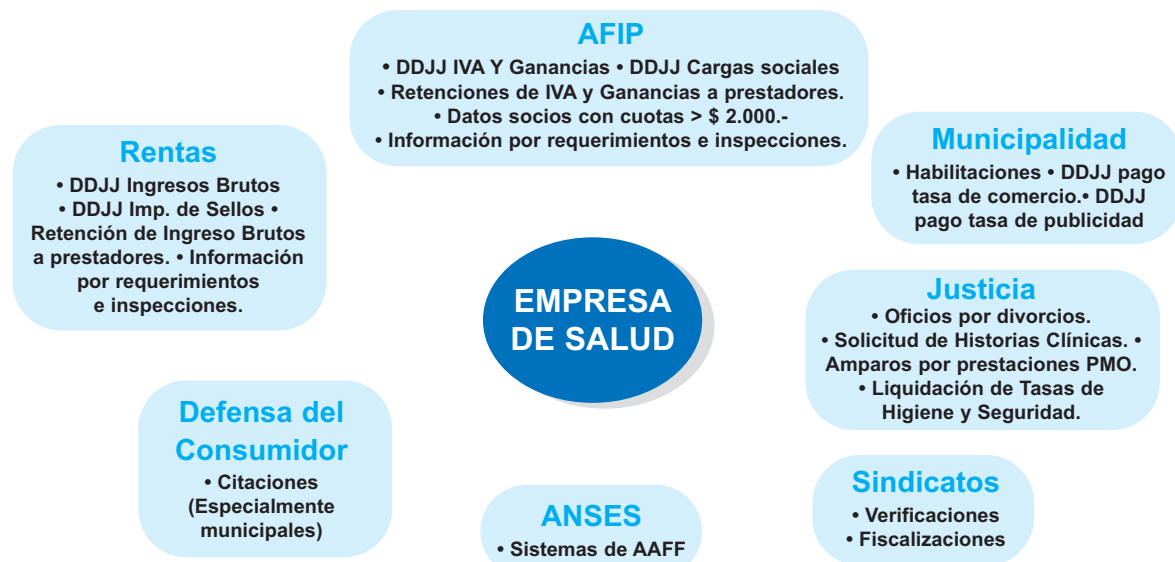 AFIP
• DDJJ IVA Y Ganancias • DDJJ Cargas sociales
• Retenciones de IVA y Ganancias a prestadores.
• Datos socios con cuotas > $ 2.000.-
• Información por requerimientos e inspecciones.
Rentas
• DDJJ Ingresos Brutos
• DDJJ Imp. de Sellos •
Retención de Ingreso Brutos
a prestadores. • Información
por requerimientos
e inspecciones.
Municipalidad
• Habilitaciones • DDJJ pago
tasa de comercio.• DDJJ
pago tasa de publicidad
EMPRESA
DE SALUD
Justicia
• Oficios por divorcios.
• Solicitud de Historias Clínicas. •
Amparos por prestaciones PMO.
• Liquidación de Tasas de
Higiene y Seguridad.
Defensa del
Consumidor
• Citaciones
(Especialmente
municipales)
ANSES
• Sistemas de AAFF
Sindicatos
• Verificaciones
• Fiscalizaciones